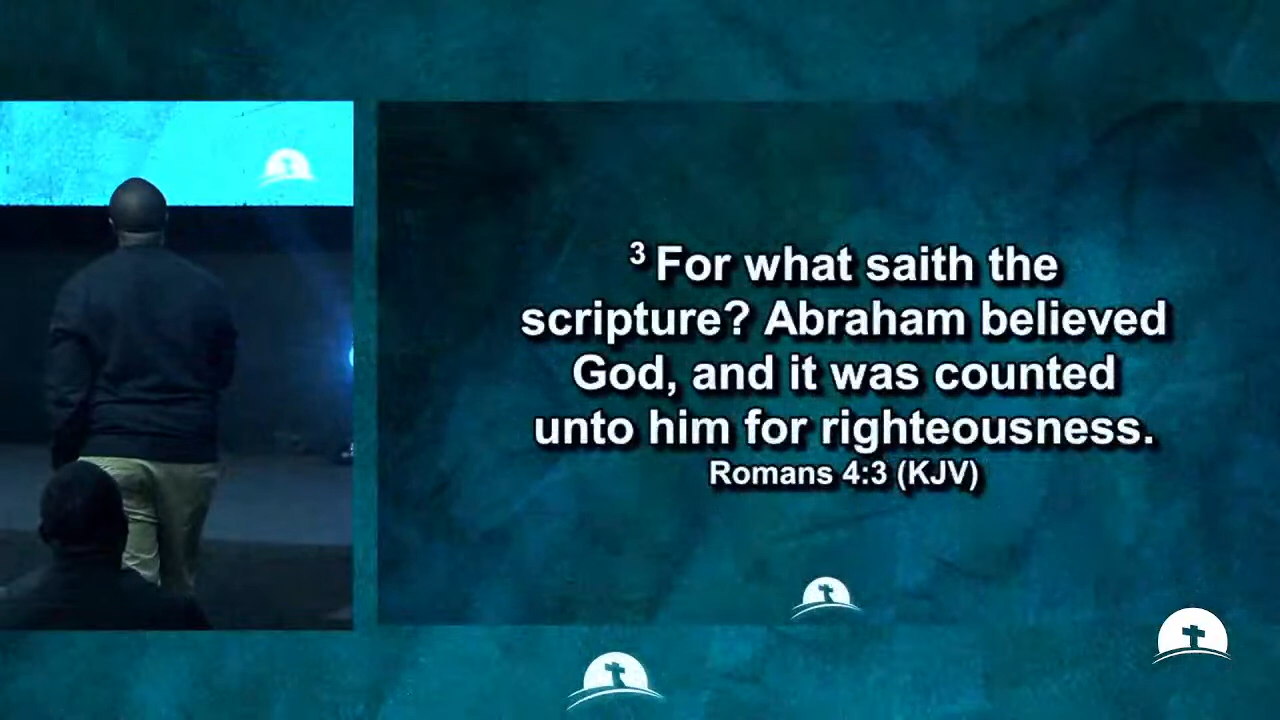 3 For what saith the
scripture? Abraham believed
God, and it was counted
unto him for righteousness.
Romans 4:3 (KJV)